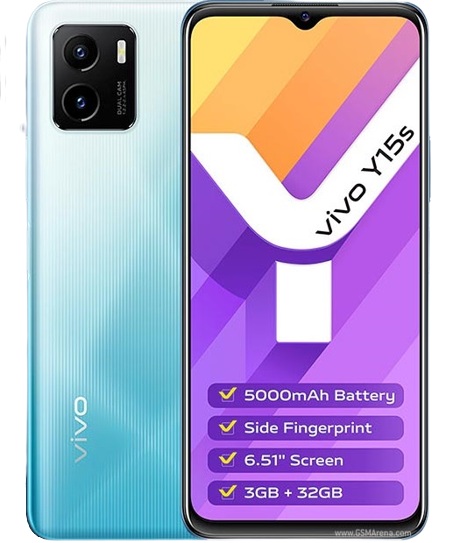 DUAL CAM
vivo
vivo Y15s
5000mAh Battery
Side Fingerprint
6.51" Screen
3GB + 32GB
www.GSMArena.com